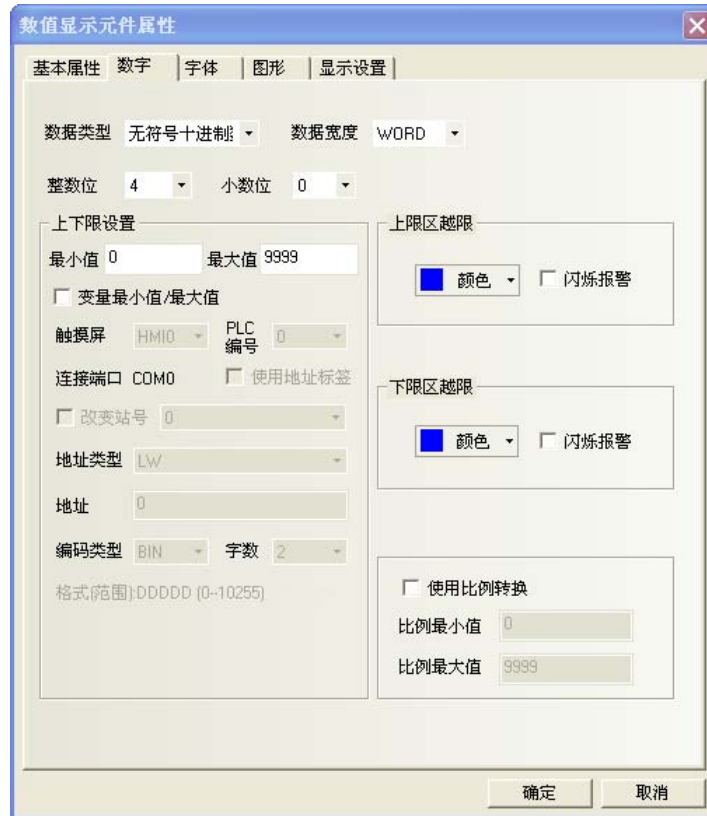 数值显示元件属性
基本属性 数字 字体 图形 显示设置
数据类型 无符号十进制 数据宽度 WORD
整数位 4 小数位 0
上下限设置
最小值 0 最大值 9999
变量最小值/最大值
触摸屏 HMI0 PLC编号 0
连接端口 COM0 使用地址标签
改变站号 0
地址类型 LW
地址 0
编码类型 BIN 字数 2
格式(范围):DDDDD (0~10255)
上限区越限
颜色 闪烁报警
下限区越限
颜色 闪烁报警
使用比例转换
比例最小值 0
比例最大值 9999
确定 取消